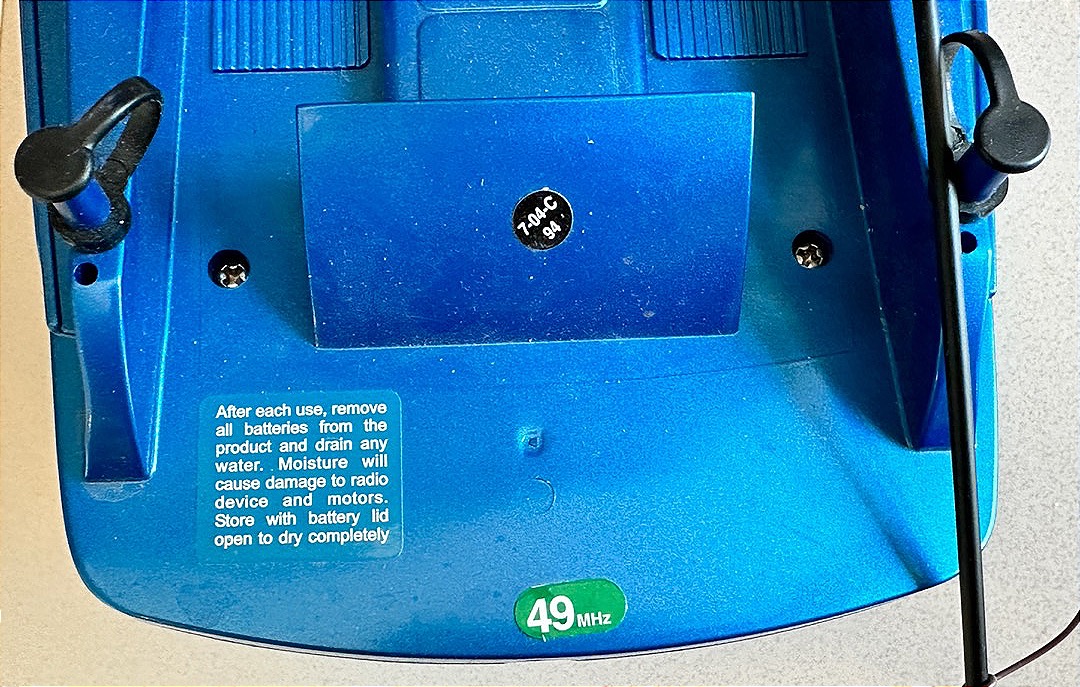 7-04-C
94
After each use, remove
all batteries from the
product and drain any
water. Moisture will
cause damage to radio
device and motors.
Store with battery lid
open to dry completely
49 MHz